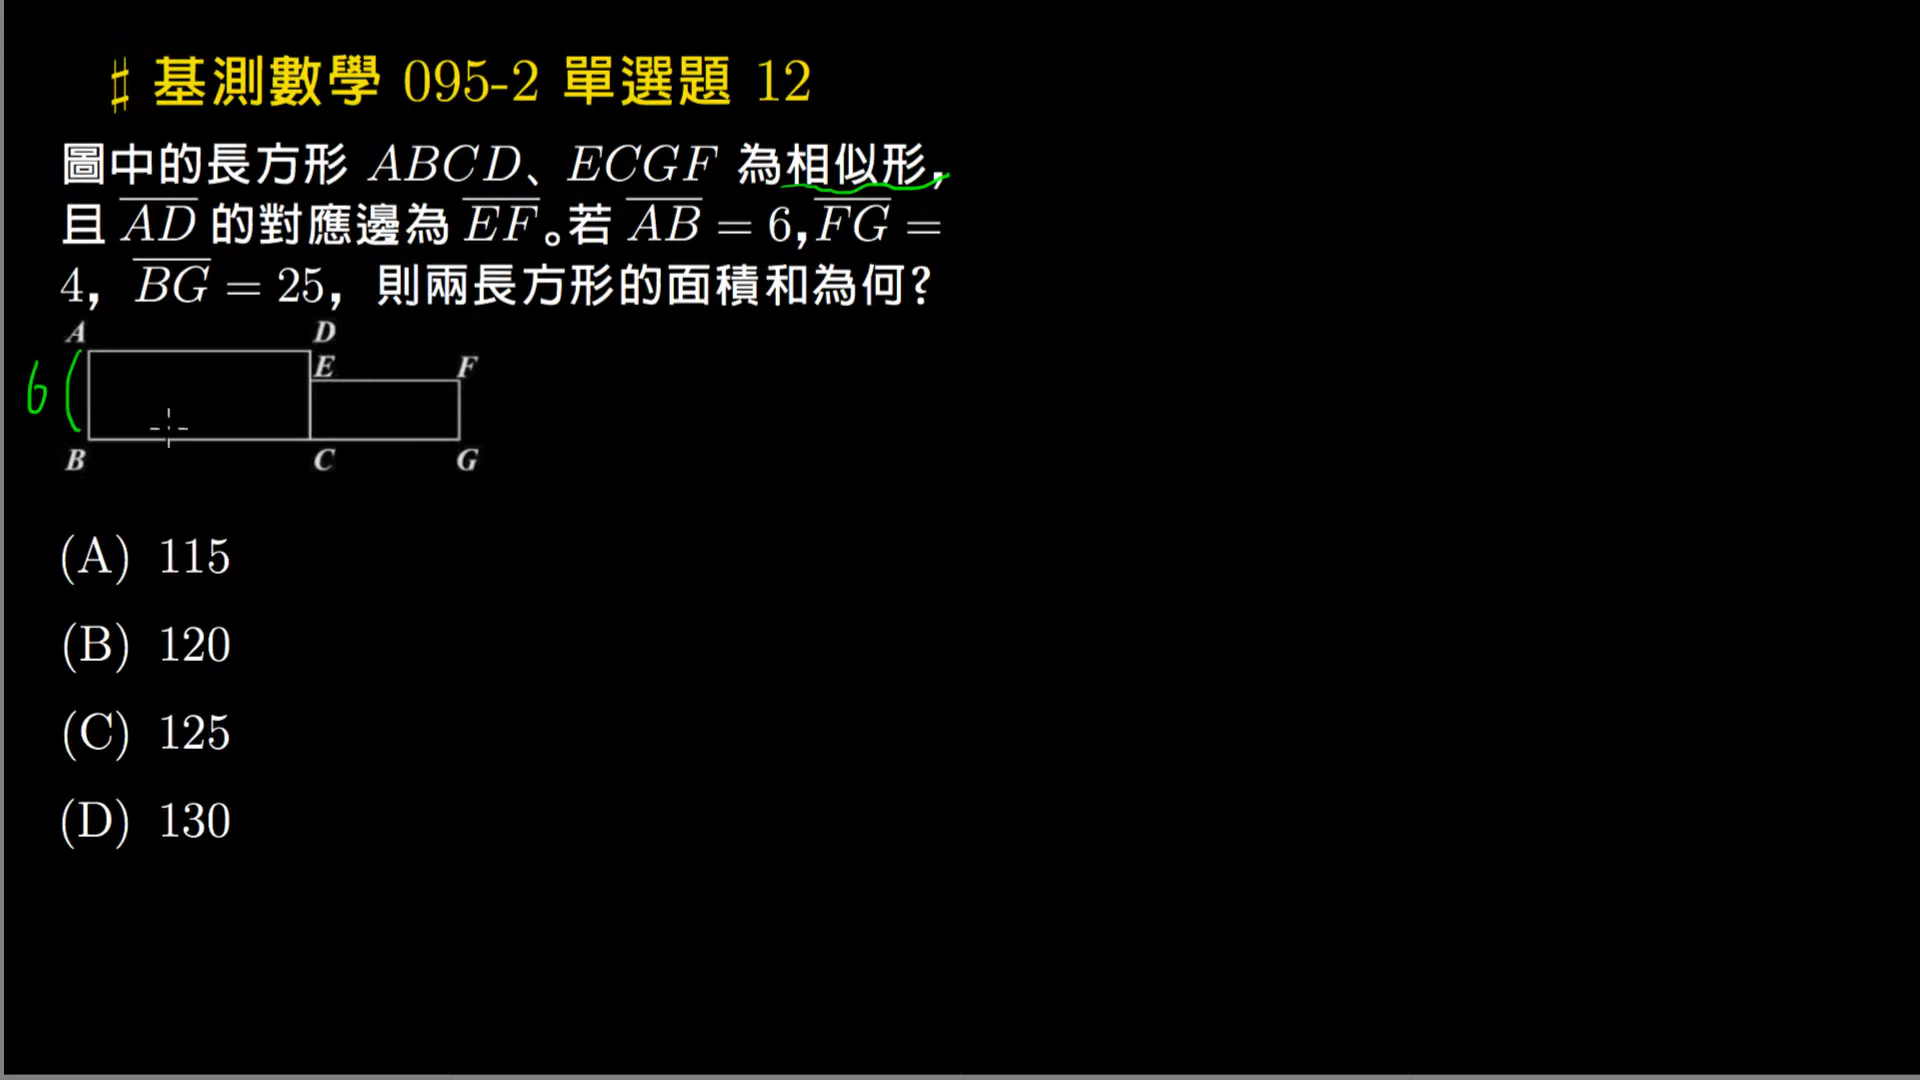 ♯ 基測數學 095-2 單選題 12
圖中的長方形 ABCD、ECGF 為相似形,
且 AD 的對應邊為 EF。若 AB = 6,FG =
4, BG = 25, 則兩長方形的面積和為何?
A D
E F
6
B C G
(A) 115
(B) 120
(C) 125
(D) 130